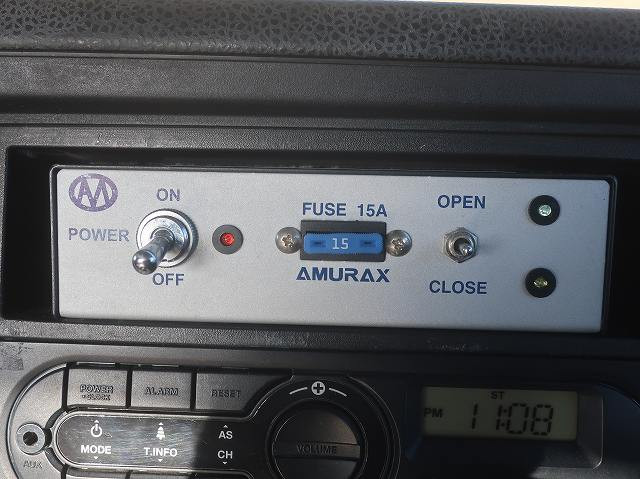 ON
POWER
OFF
FUSE 15A
15
AMURAX
OPEN
CLOSE
POWER
ALARM
RESET
MODE
T.INFO
AS
CH
AUX
VOLUME
ST
PM 11:08